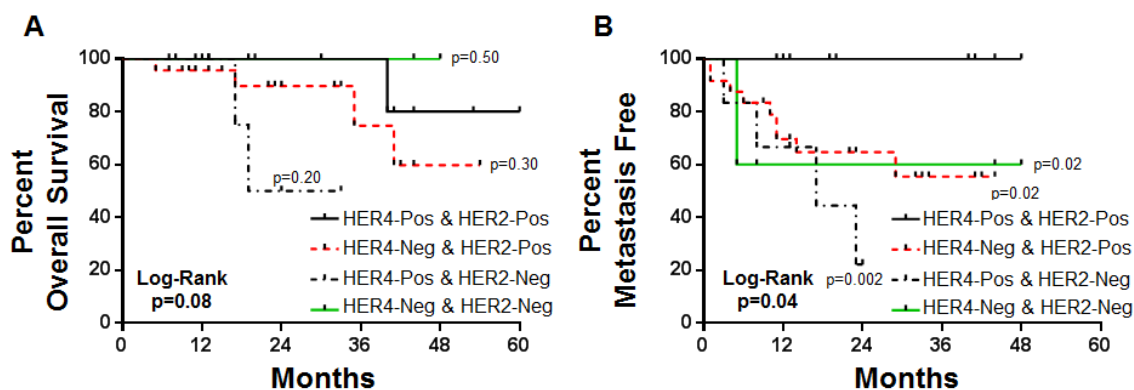 A
Percent
Overall Survival
100
80
60
40
20
0
p=0.50
p=0.30
p=0.20
HER4-Pos & HER2-Pos
HER4-Neg & HER2-Pos
HER4-Pos & HER2-Neg
HER4-Neg & HER2-Neg
Log-Rank
p=0.08
0 12 24 36 48 60
Months
B
Percent
Metastasis Free
100
80
60
40
20
0
p=0.02
p=0.02
p=0.002
HER4-Pos & HER2-Pos
HER4-Neg & HER2-Pos
HER4-Pos & HER2-Neg
HER4-Neg & HER2-Neg
Log-Rank
p=0.04
0 12 24 36 48 60
Months